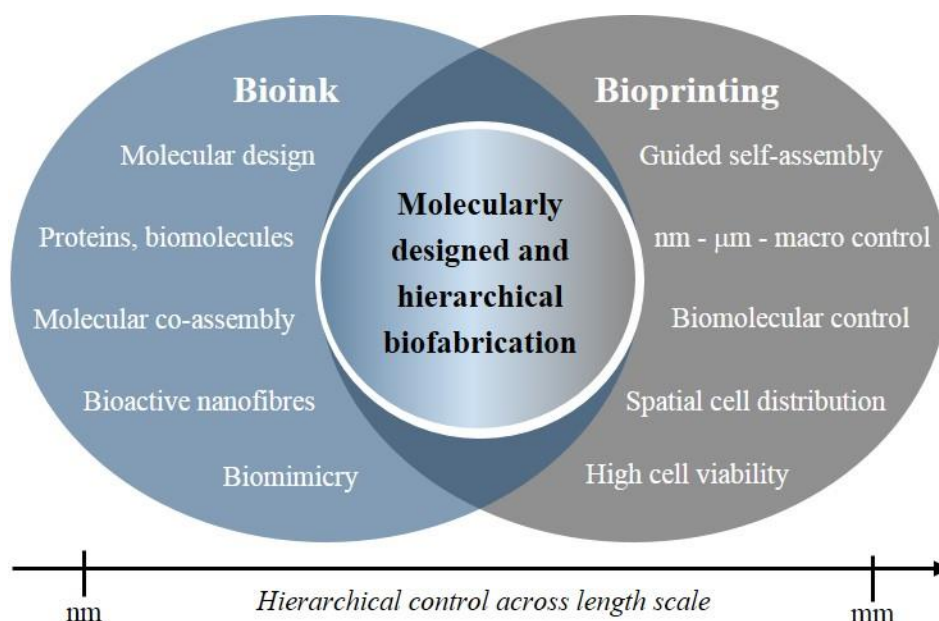 Bioink
Molecular design
Proteins, biomolecules
Molecular co-assembly
Bioactive nanofibres
Biomimicry
Molecularly
designed and
hierarchical
biofabrication
Bioprinting
Guided self-assembly
nm - μm - macro control
Biomolecular control
Spatial cell distribution
High cell viability
nm
Hierarchical control across length scale
mm